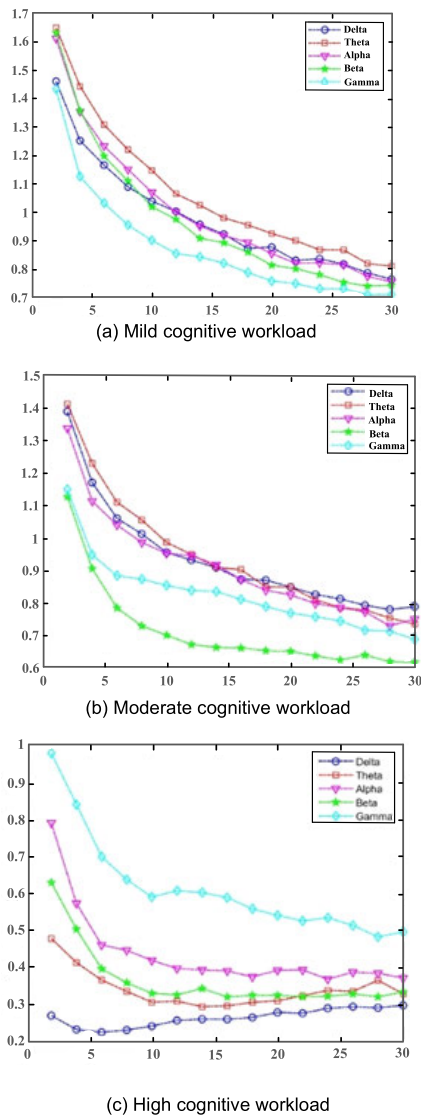 1.7
1.6
1.5
1.4
1.3
1.2
1.1
1
0.9
0.8
0.7
Delta
Theta
Alpha
Beta
Gamma
0 5 10 15 20 25 30
(a) Mild cognitive workload
1.5
1.4
1.3
1.2
1.1
1
0.9
0.8
0.7
0.6
Delta
Theta
Alpha
Beta
Gamma
0 5 10 15 20 25 30
(b) Moderate cognitive workload
1
0.9
0.8
0.7
0.6
0.5
0.4
0.3
0.2
Delta
Theta
Alpha
Beta
Gamma
0 5 10 15 20 25 30
(c) High cognitive workload